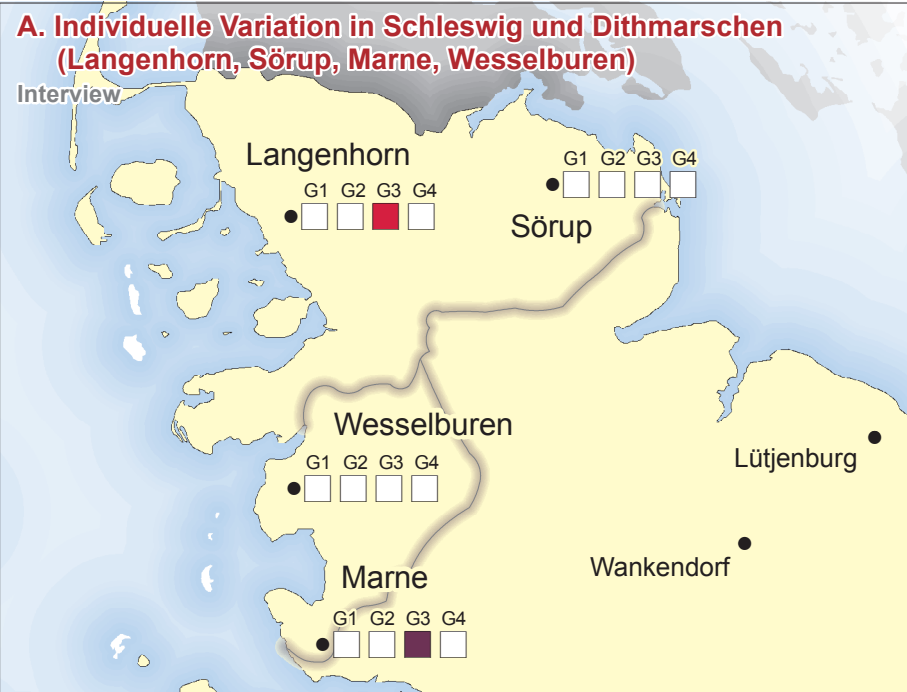 A. Individuelle Variation in Schleswig und Dithmarschen
(Langenhorn, Sörup, Marne, Wesselburen)
Interview
Langenhorn
G1 G2 G3 G4
G1 G2 G3 G4
Sörup
Wesselburen
G1 G2 G3 G4
Lütjenburg
Wankendorf
Marne
G1 G2 G3 G4